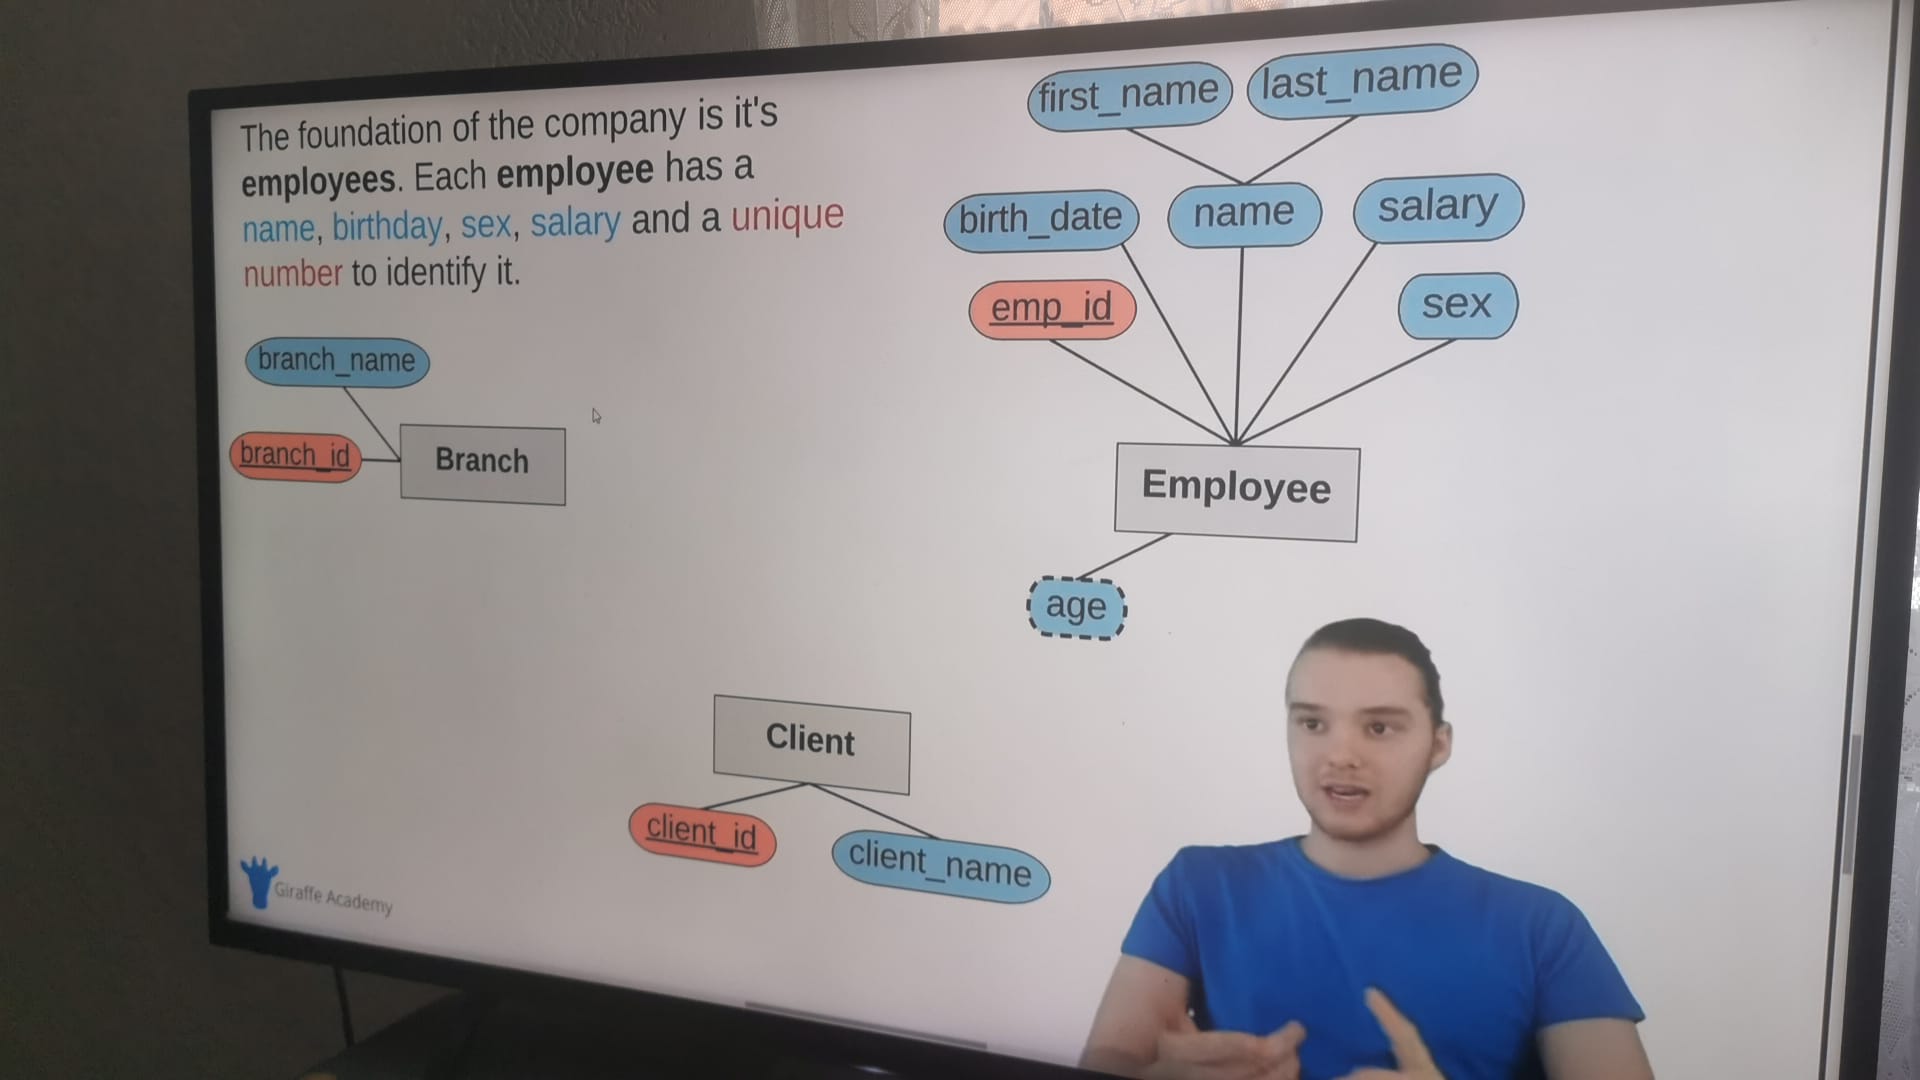 The foundation of the company is it's
employees. Each employee has a
name, birthday, sex, salary and a unique
number to identify it.
first_name
last_name
birth_date
name
salary
emp_id
sex
branch_name
branch_id
Branch
Employee
age
Client
client_id
client_name
Giraffe Academy